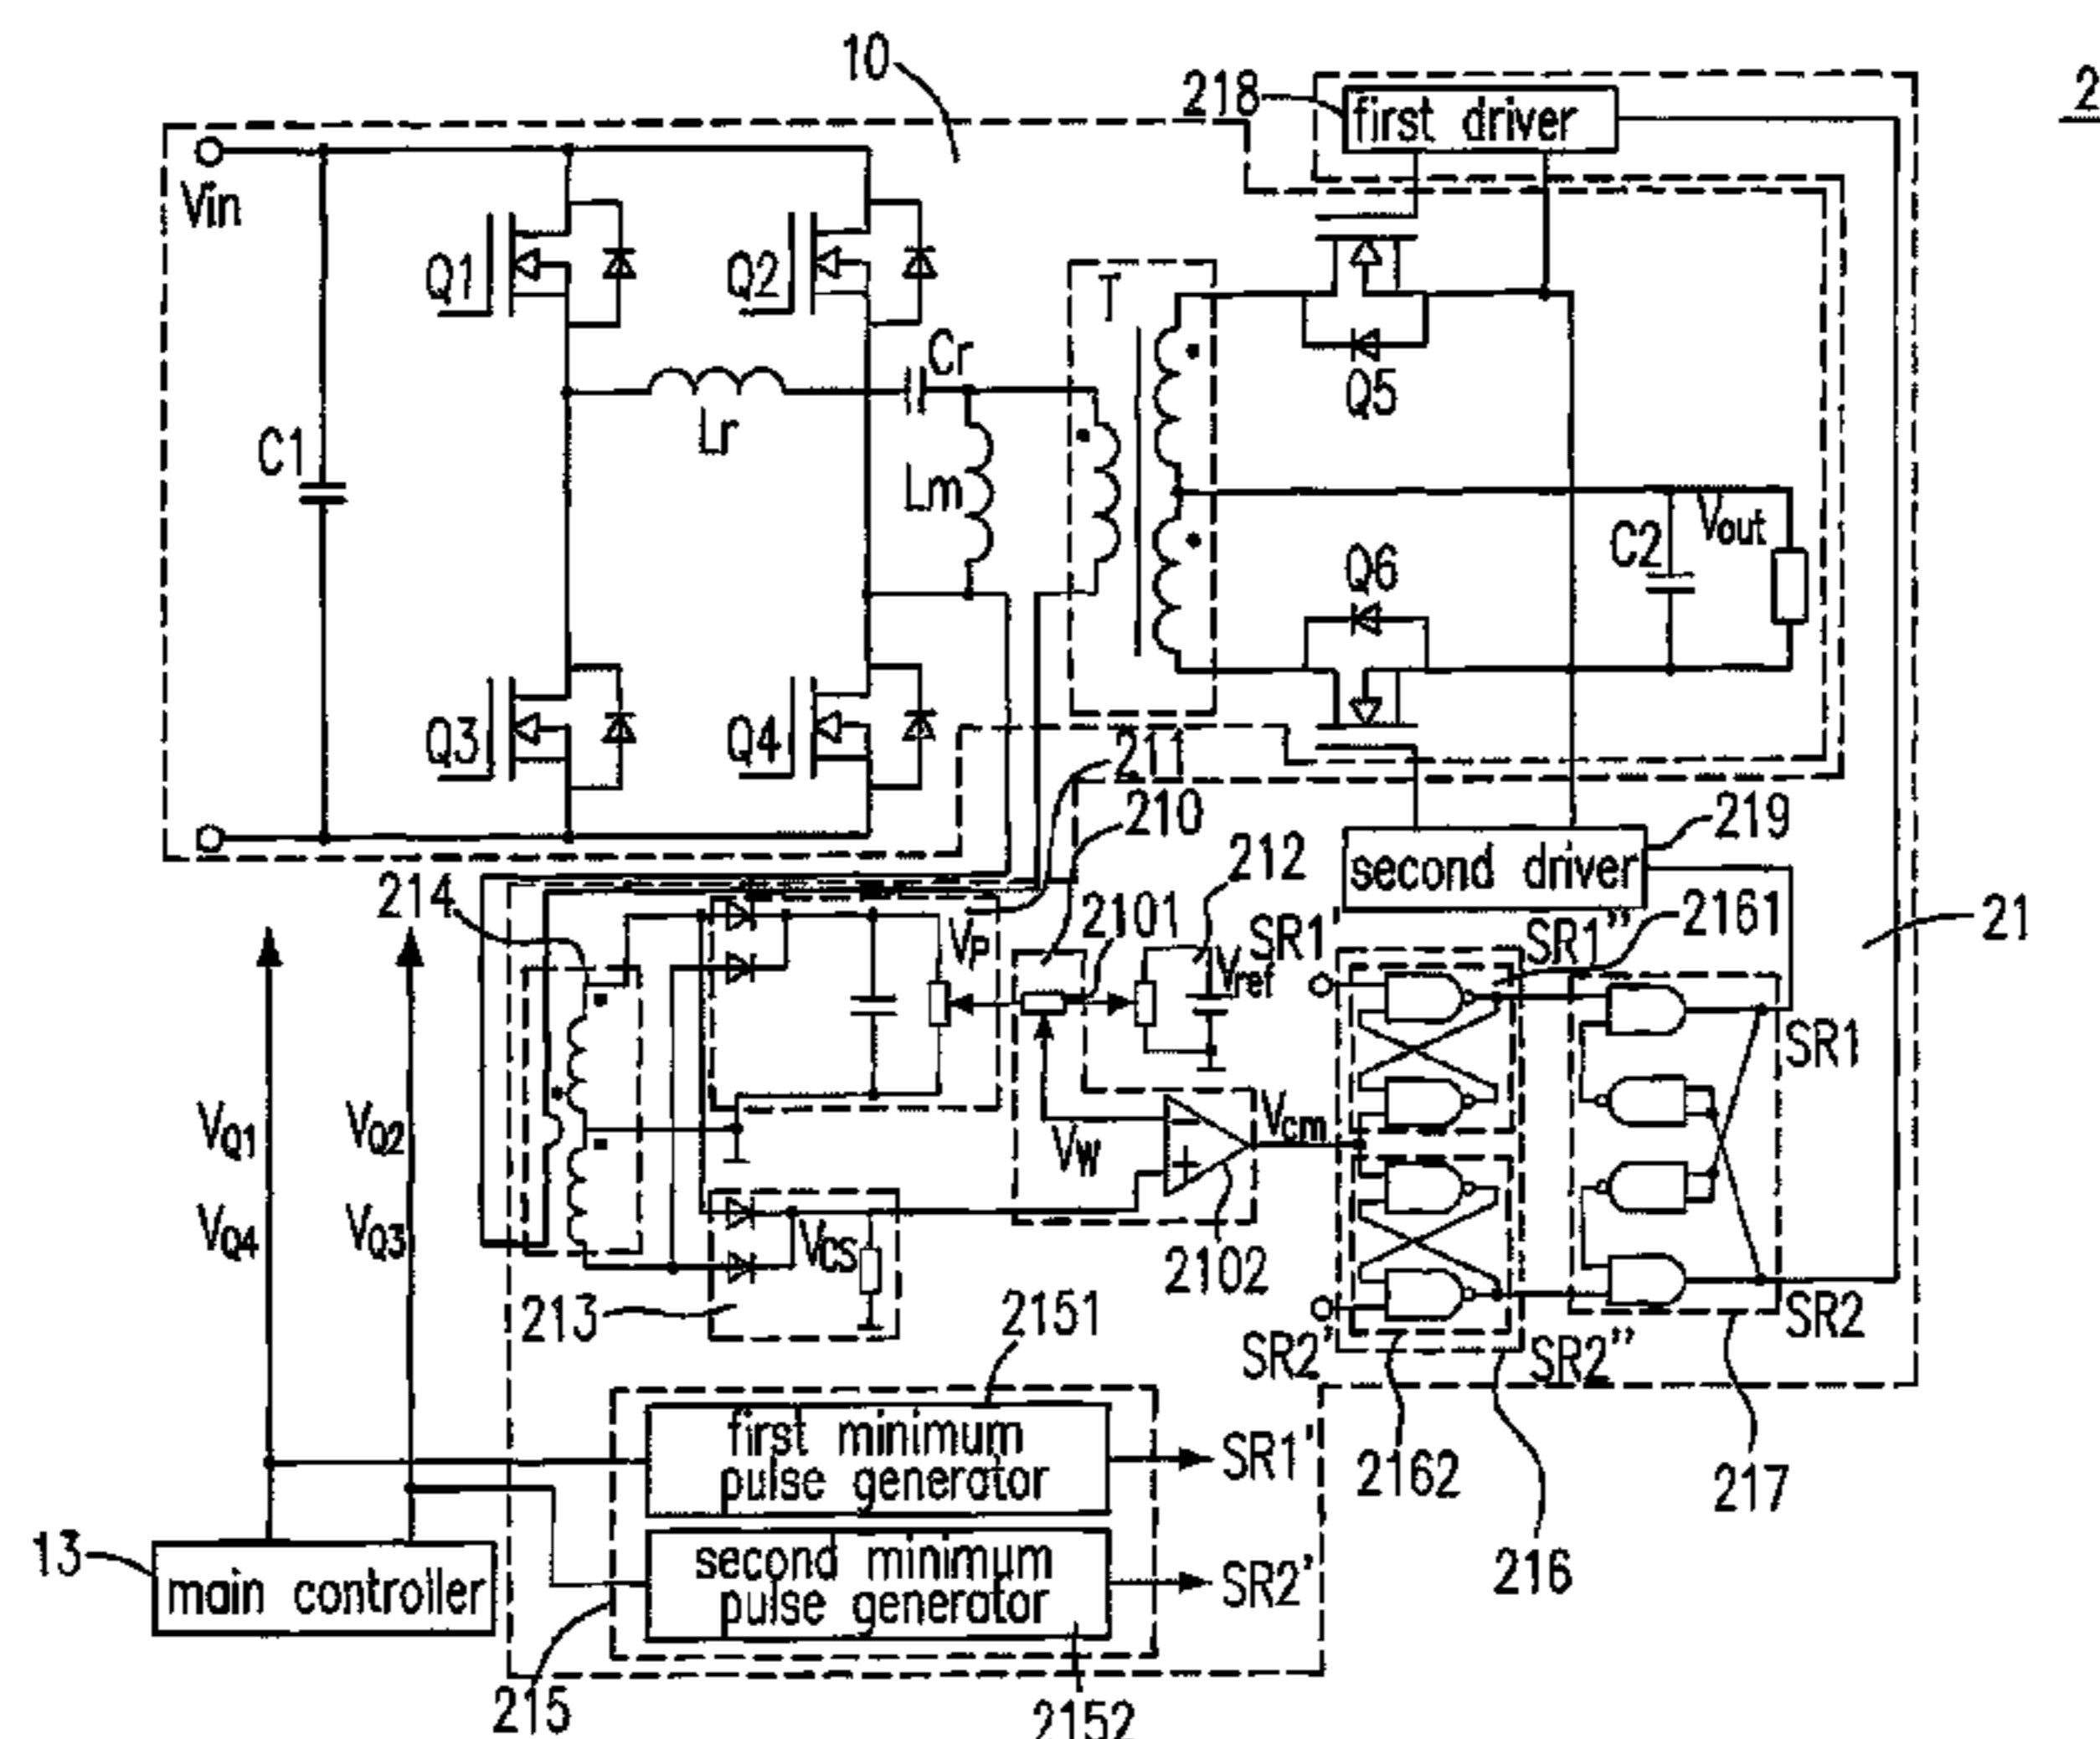 10
2
218
first driver
Vin
Q1
Q2
T
Cr
Q5
C1
Lr
Lm
Vout
C2
Q6
Q3
Q4
211
210
219
212
second driver
214
2101
SR1'
SR1''
2161
21
VP
Vref
SR1
VQ1
VQ2
Vcm
VW
VQ4
VQ3
VCS
2102
213
2151
SR2'
SR2''
SR2
first minimum
pulse generator
SR1'
2162
217
13
main controller
second minimum
pulse generator
SR2'
216
215
2152